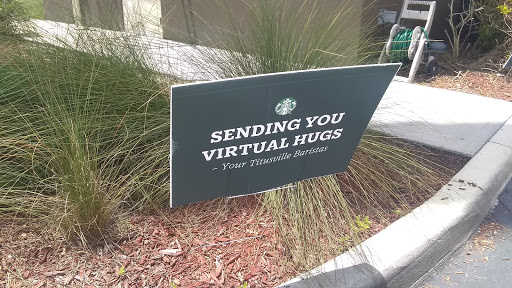 SENDING YOU
VIRTUAL HUGS
- Your Titusville Baristas